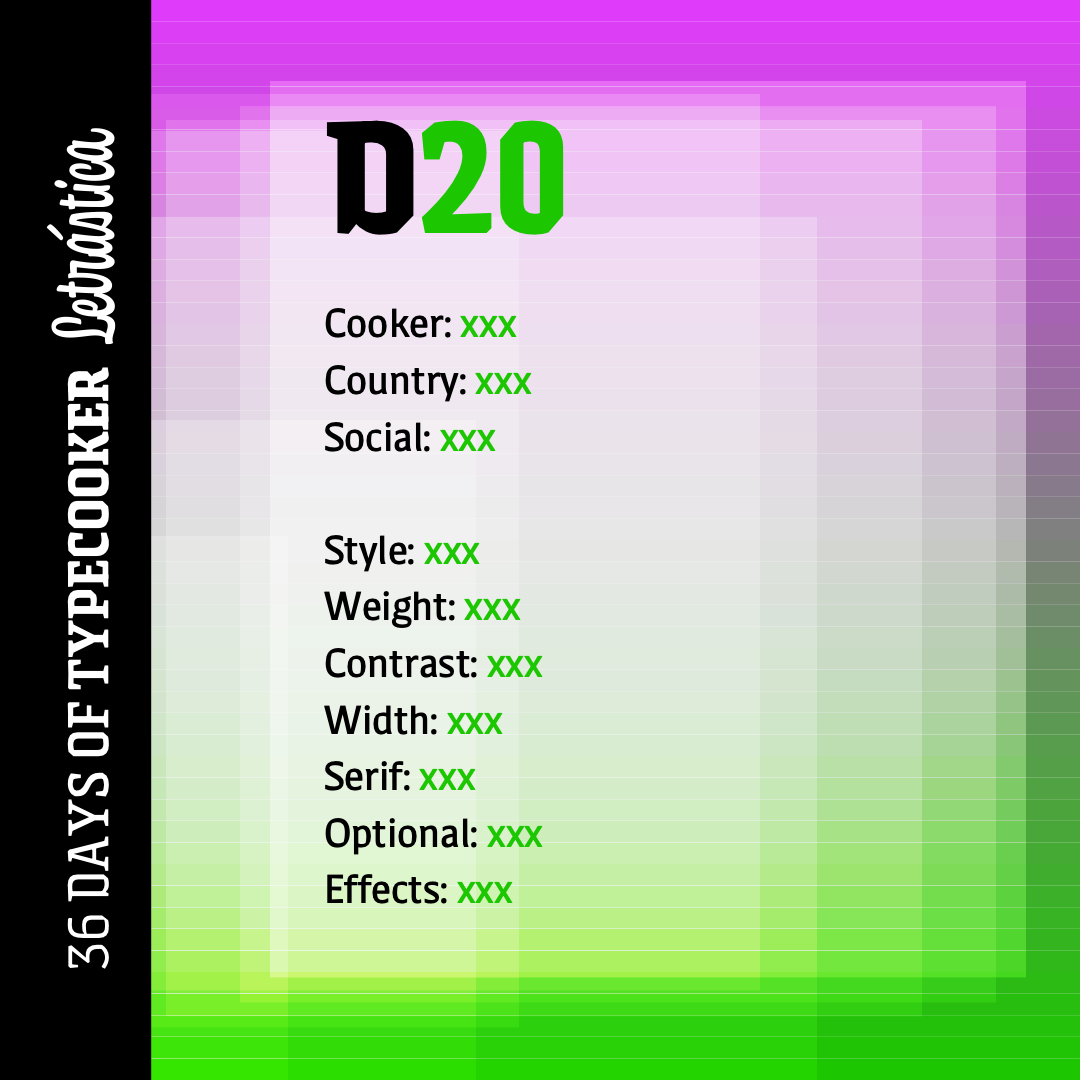 36 DAYS OF TYPECOOKER Letrástica
D20
Cooker: xxx
Country: xxx
Social: xxx
Style: xxx
Weight: xxx
Contrast: xxx
Width: xxx
Serif: xxx
Optional: xxx
Effects: xxx